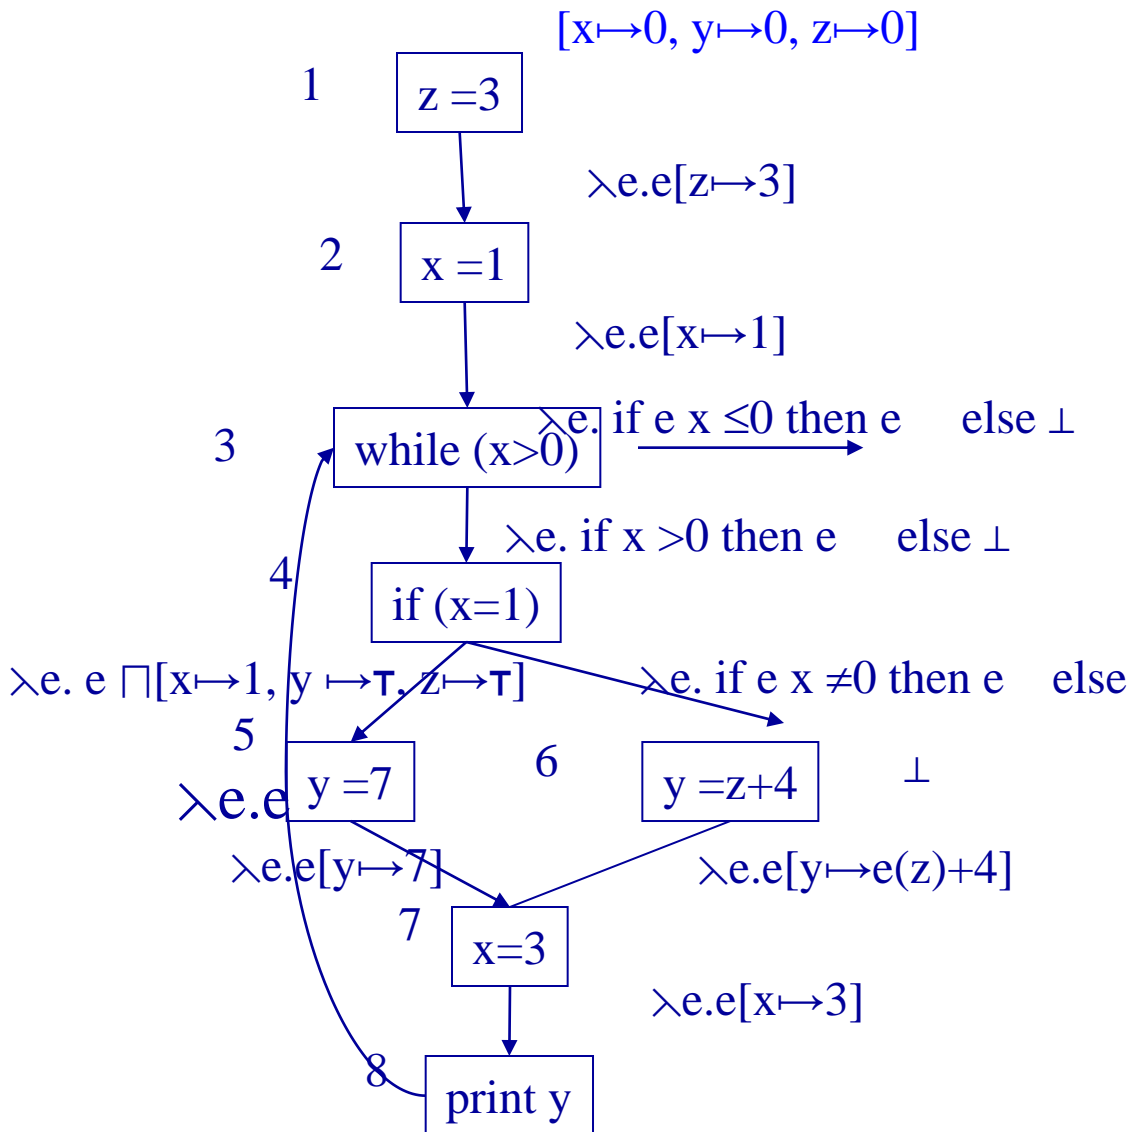 [x↦0, y↦0, z↦0]
1
z =3
λe.e[z↦3]
2
x =1
λe.e[x↦1]
λe. if e x ≤0 then e else ⊥
3
while (x>0)
λe. if x >0 then e else ⊥
4
if (x=1)
λe. e ⊓[x↦1, y ↦⊤, z↦⊤]
λe. if e x ≠0 then e else
⊥
5
6
y =7
y =z+4
λe.e
λe.e[y↦7]
λe.e[y↦e(z)+4]
7
x=3
λe.e[x↦3]
8
print y